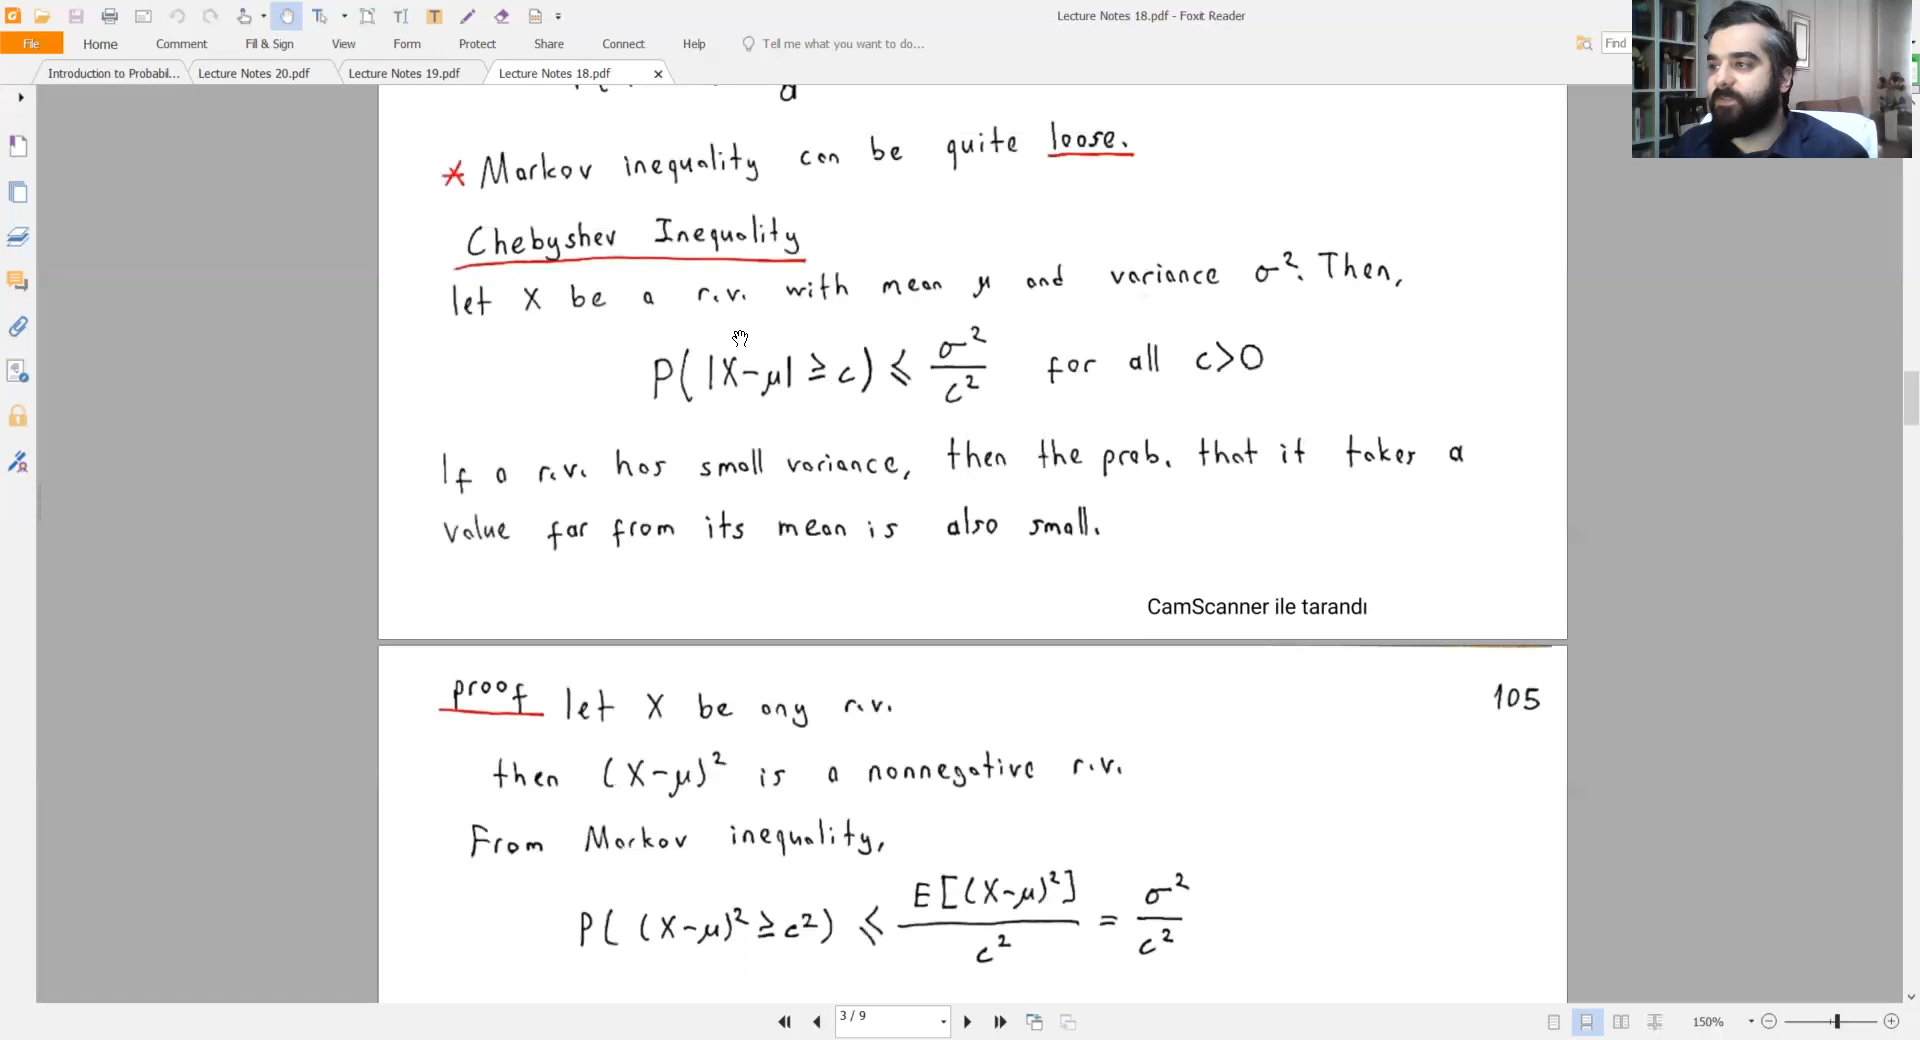 Lecture Notes 18.pdf - Foxit Reader
File Home Comment Fill & Sign View Form Protect Share Connect Help Tell me what you want to do... Find
Introduction to Probabil... Lecture Notes 20.pdf Lecture Notes 19.pdf Lecture Notes 18.pdf
a
* Markov inequality can be quite loose.
Chebyshev Inequality
let X be a r.v. with mean μ and variance σ². Then,
P( |X-μ| ≥ c) ≤ σ²/c² for all c>0
If a r.v. has small variance, then the prob. that it takes a
value far from its mean is also small.
CamScanner ile tarandı
proof let X be any r.v.
105
then (X-μ)² is a nonnegative r.v.
From Markov inequality,
P( (X-μ)² ≥ c²) ≤ E[(X-μ)²]/c² = σ²/c²
3 / 9
150%